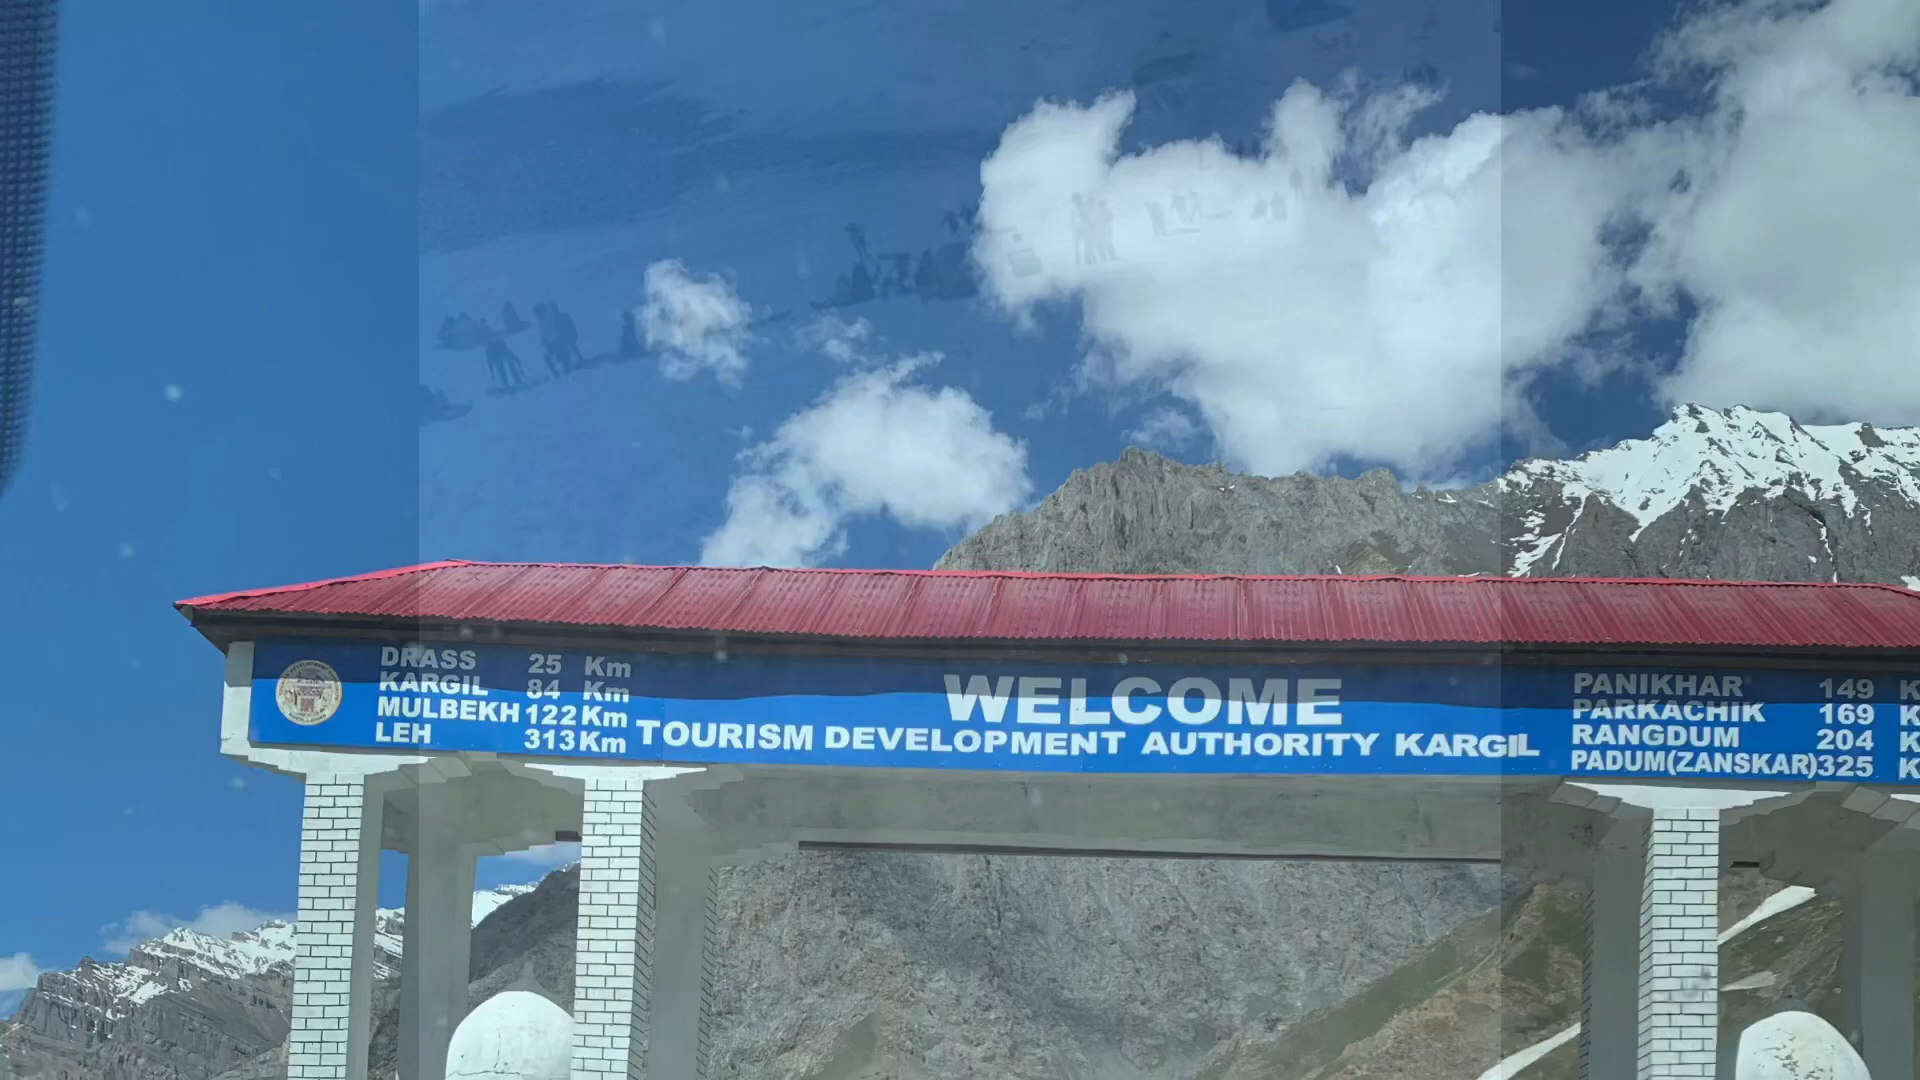 DRASS 25 Km
KARGIL 84 Km
MULBEKH 122 Km
LEH 313 Km
WELCOME
TOURISM DEVELOPMENT AUTHORITY KARGIL
PANIKHAR 149 K
PARKACHIK 169 K
RANGDUM 204 K
PADUM(ZANSKAR) 325 K